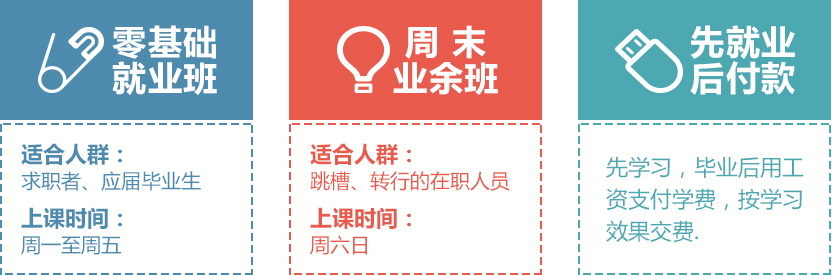 零基础
就业班
适合人群：
求职者、应届毕业生
上课时间：
周一至周五
周 末
业余班
适合人群：
跳槽、转行的在职人员
上课时间：
周六日
先就业
后付款
先学习，毕业后用工
资支付学费，按学习
效果交费.